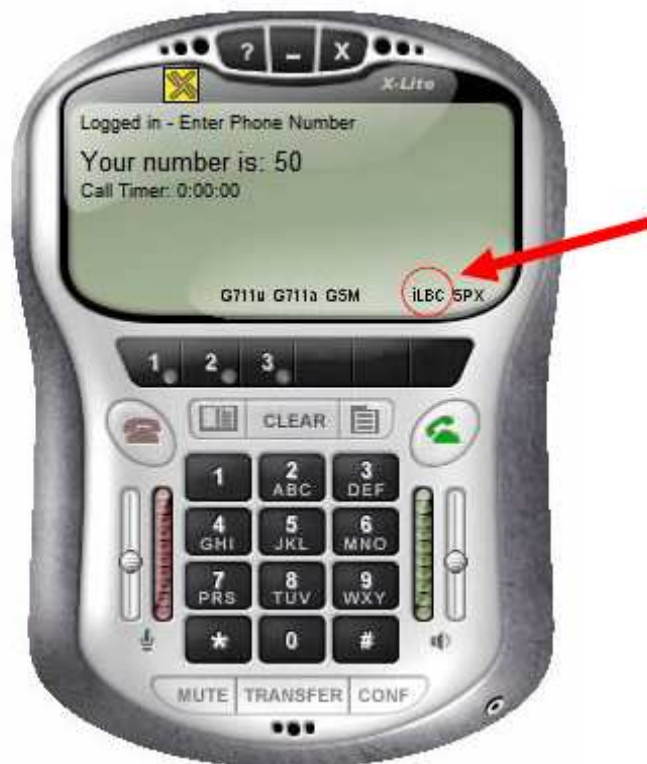 ? – X
X-Lite
Logged in - Enter Phone Number
Your number is: 50
Call Timer: 0:00:00
G711u G711a GSM iLBC SPX
1 2 3
CLEAR
1 2 ABC 3 DEF
4 GHI 5 JKL 6 MNO
7 PRS 8 TUV 9 WXY
* 0 #
MUTE TRANSFER CONF